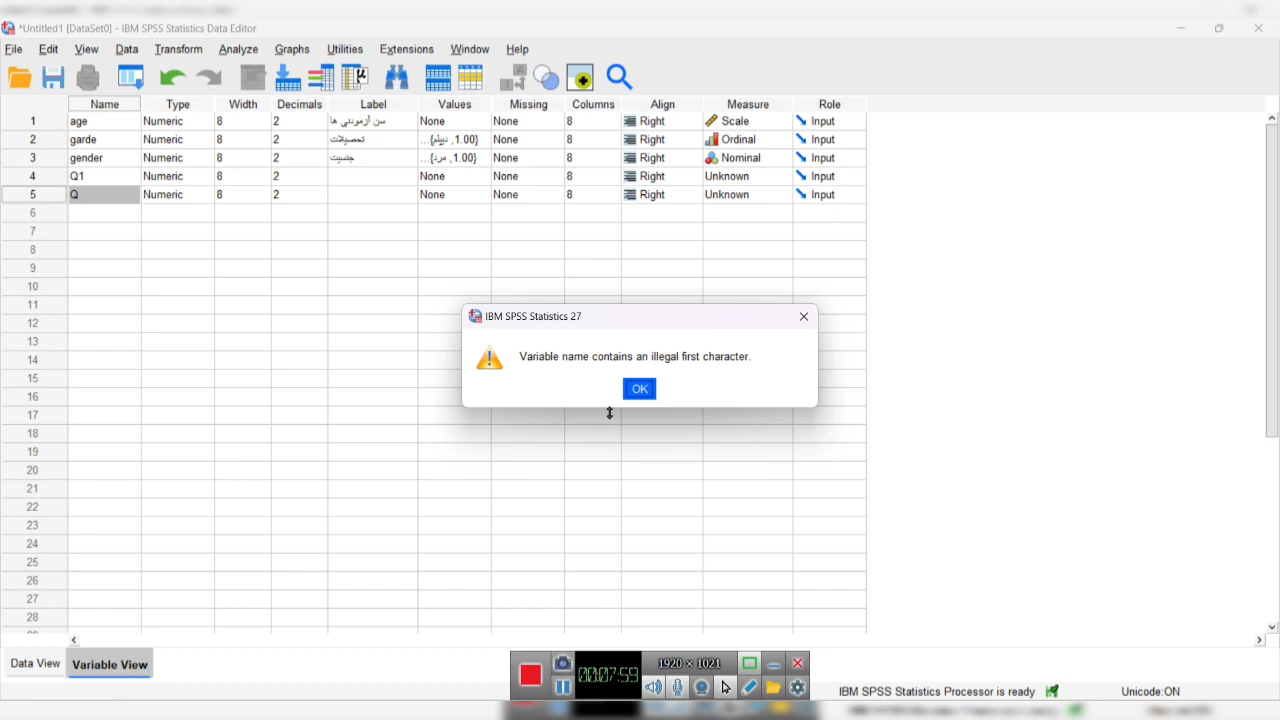 *Untitled1 [DataSet0] - IBM SPSS Statistics Data Editor
File Edit View Data Transform Analyze Graphs Utilities Extensions Window Help
Name Type Width Decimals Label Values Missing Columns Align Measure Role
1 age Numeric 8 2 سن آزمودنی ها None None 8 Right Scale Input
2 garde Numeric 8 2 تحصیلات {1.00, دیپلم}... None 8 Right Ordinal Input
3 gender Numeric 8 2 جنسیت {1.00, مرد}... None 8 Right Nominal Input
4 Q1 Numeric 8 2 None None 8 Right Unknown Input
5 Q Numeric 8 2 None None 8 Right Unknown Input
6
7
8
9
10
11
12
13
14
15
16
17
18
19
20
21
22
23
24
25
26
27
28
IBM SPSS Statistics 27
Variable name contains an illegal first character.
OK
Data View Variable View
00:07:59
1920 × 1021
IBM SPSS Statistics Processor is ready Unicode:ON